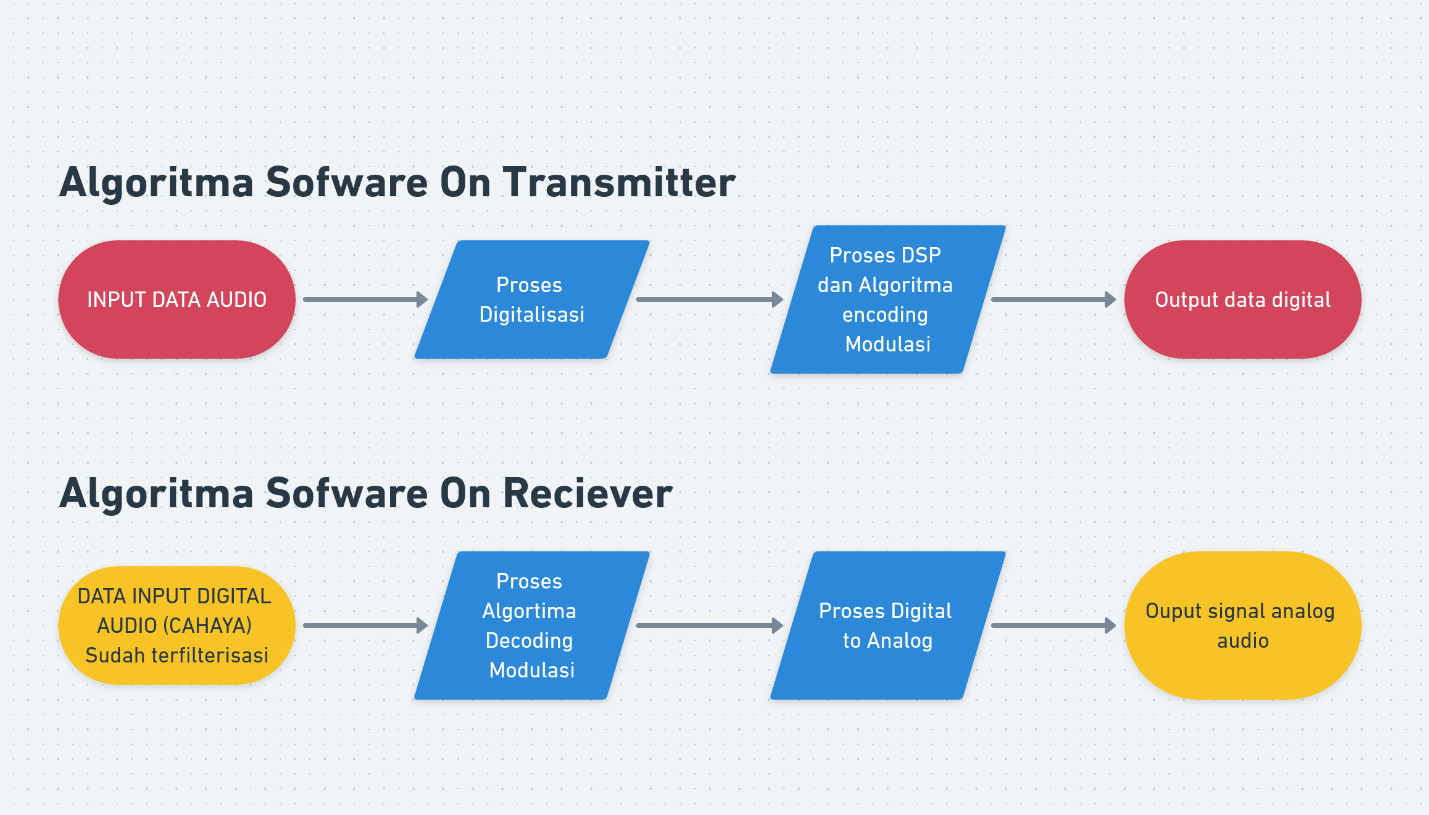 Algoritma Sofware On Transmitter
INPUT DATA AUDIO
Proses
Digitalisasi
Proses DSP
dan Algoritma
encoding
Modulasi
Output data digital
Algoritma Sofware On Reciever
DATA INPUT DIGITAL
AUDIO (CAHAYA)
Sudah terfilterisasi
Proses
Algortima
Decoding
Modulasi
Proses Digital
to Analog
Ouput signal analog
audio